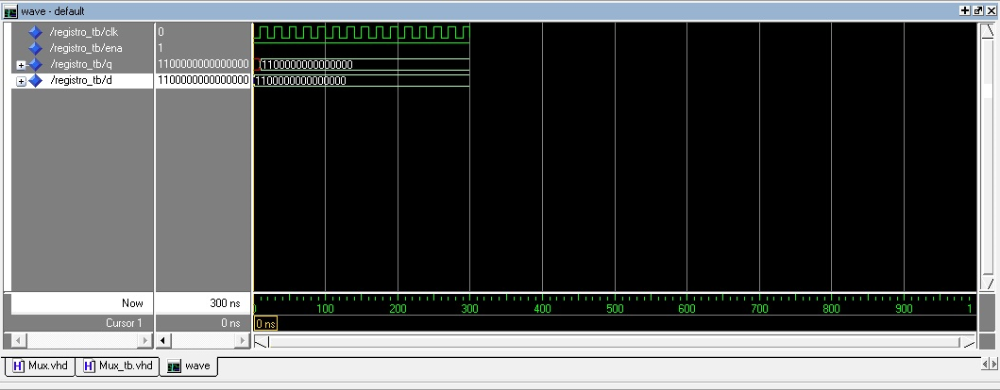 wave - default
/registro_tb/clk 0
/registro_tb/ena 1
/registro_tb/q 1100000000000000 1100000000000000
/registro_tb/d 1100000000000000 1100000000000000
Now 300 ns 100 200 300 400 500 600 700 800 900 1
Cursor 1 0 ns 0 ns
Mux.vhd Mux_tb.vhd wave